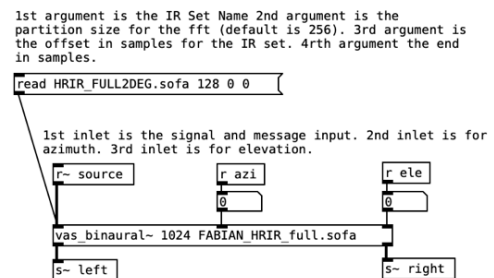 1st argument is the IR Set Name 2nd argument is the
partition size for the fft (default is 256). 3rd argument is
the offset in samples for the IR set. 4rth argument the end
in samples.
read HRIR_FULL2DEG.sofa 128 0 0
1st inlet is the signal and message input. 2nd inlet is for
azimuth. 3rd inlet is for elevation.
r~ source
r azi
r ele
0
0
vas_binaural~ 1024 FABIAN_HRIR_full.sofa
s~ left
s~ right